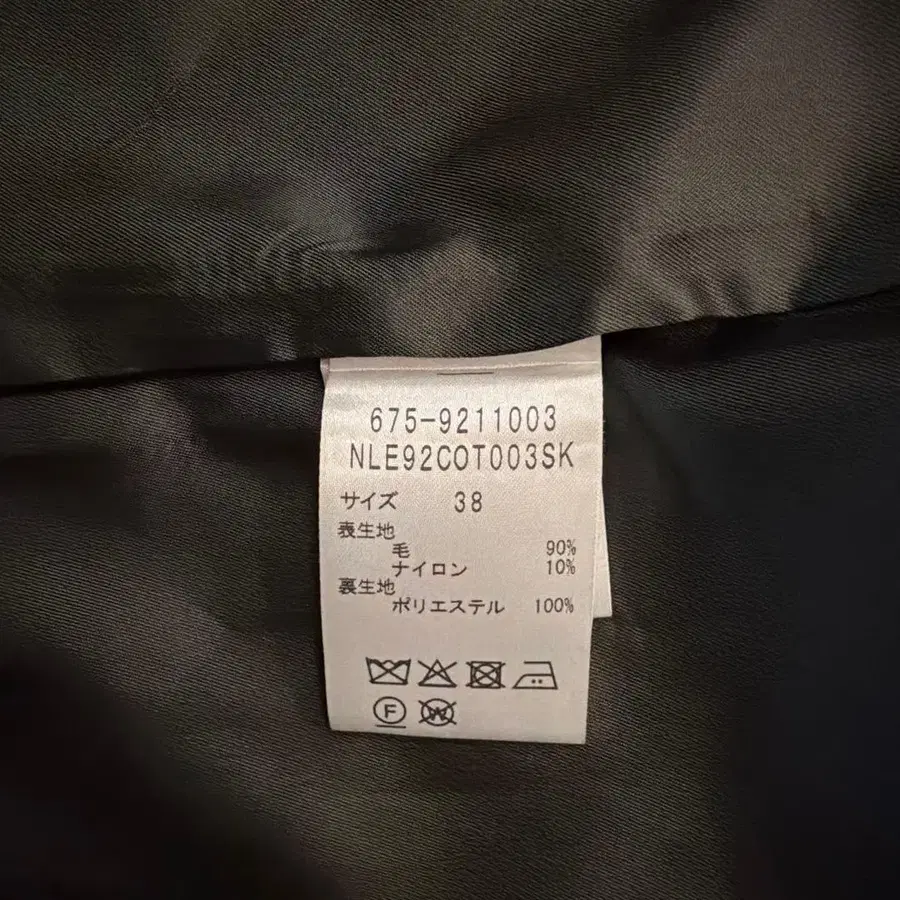 675-9211003
NLE92COT003SK
サイズ 38
表生地
毛 90%
ナイロン 10%
裏生地
ポリエステル 100%
F W